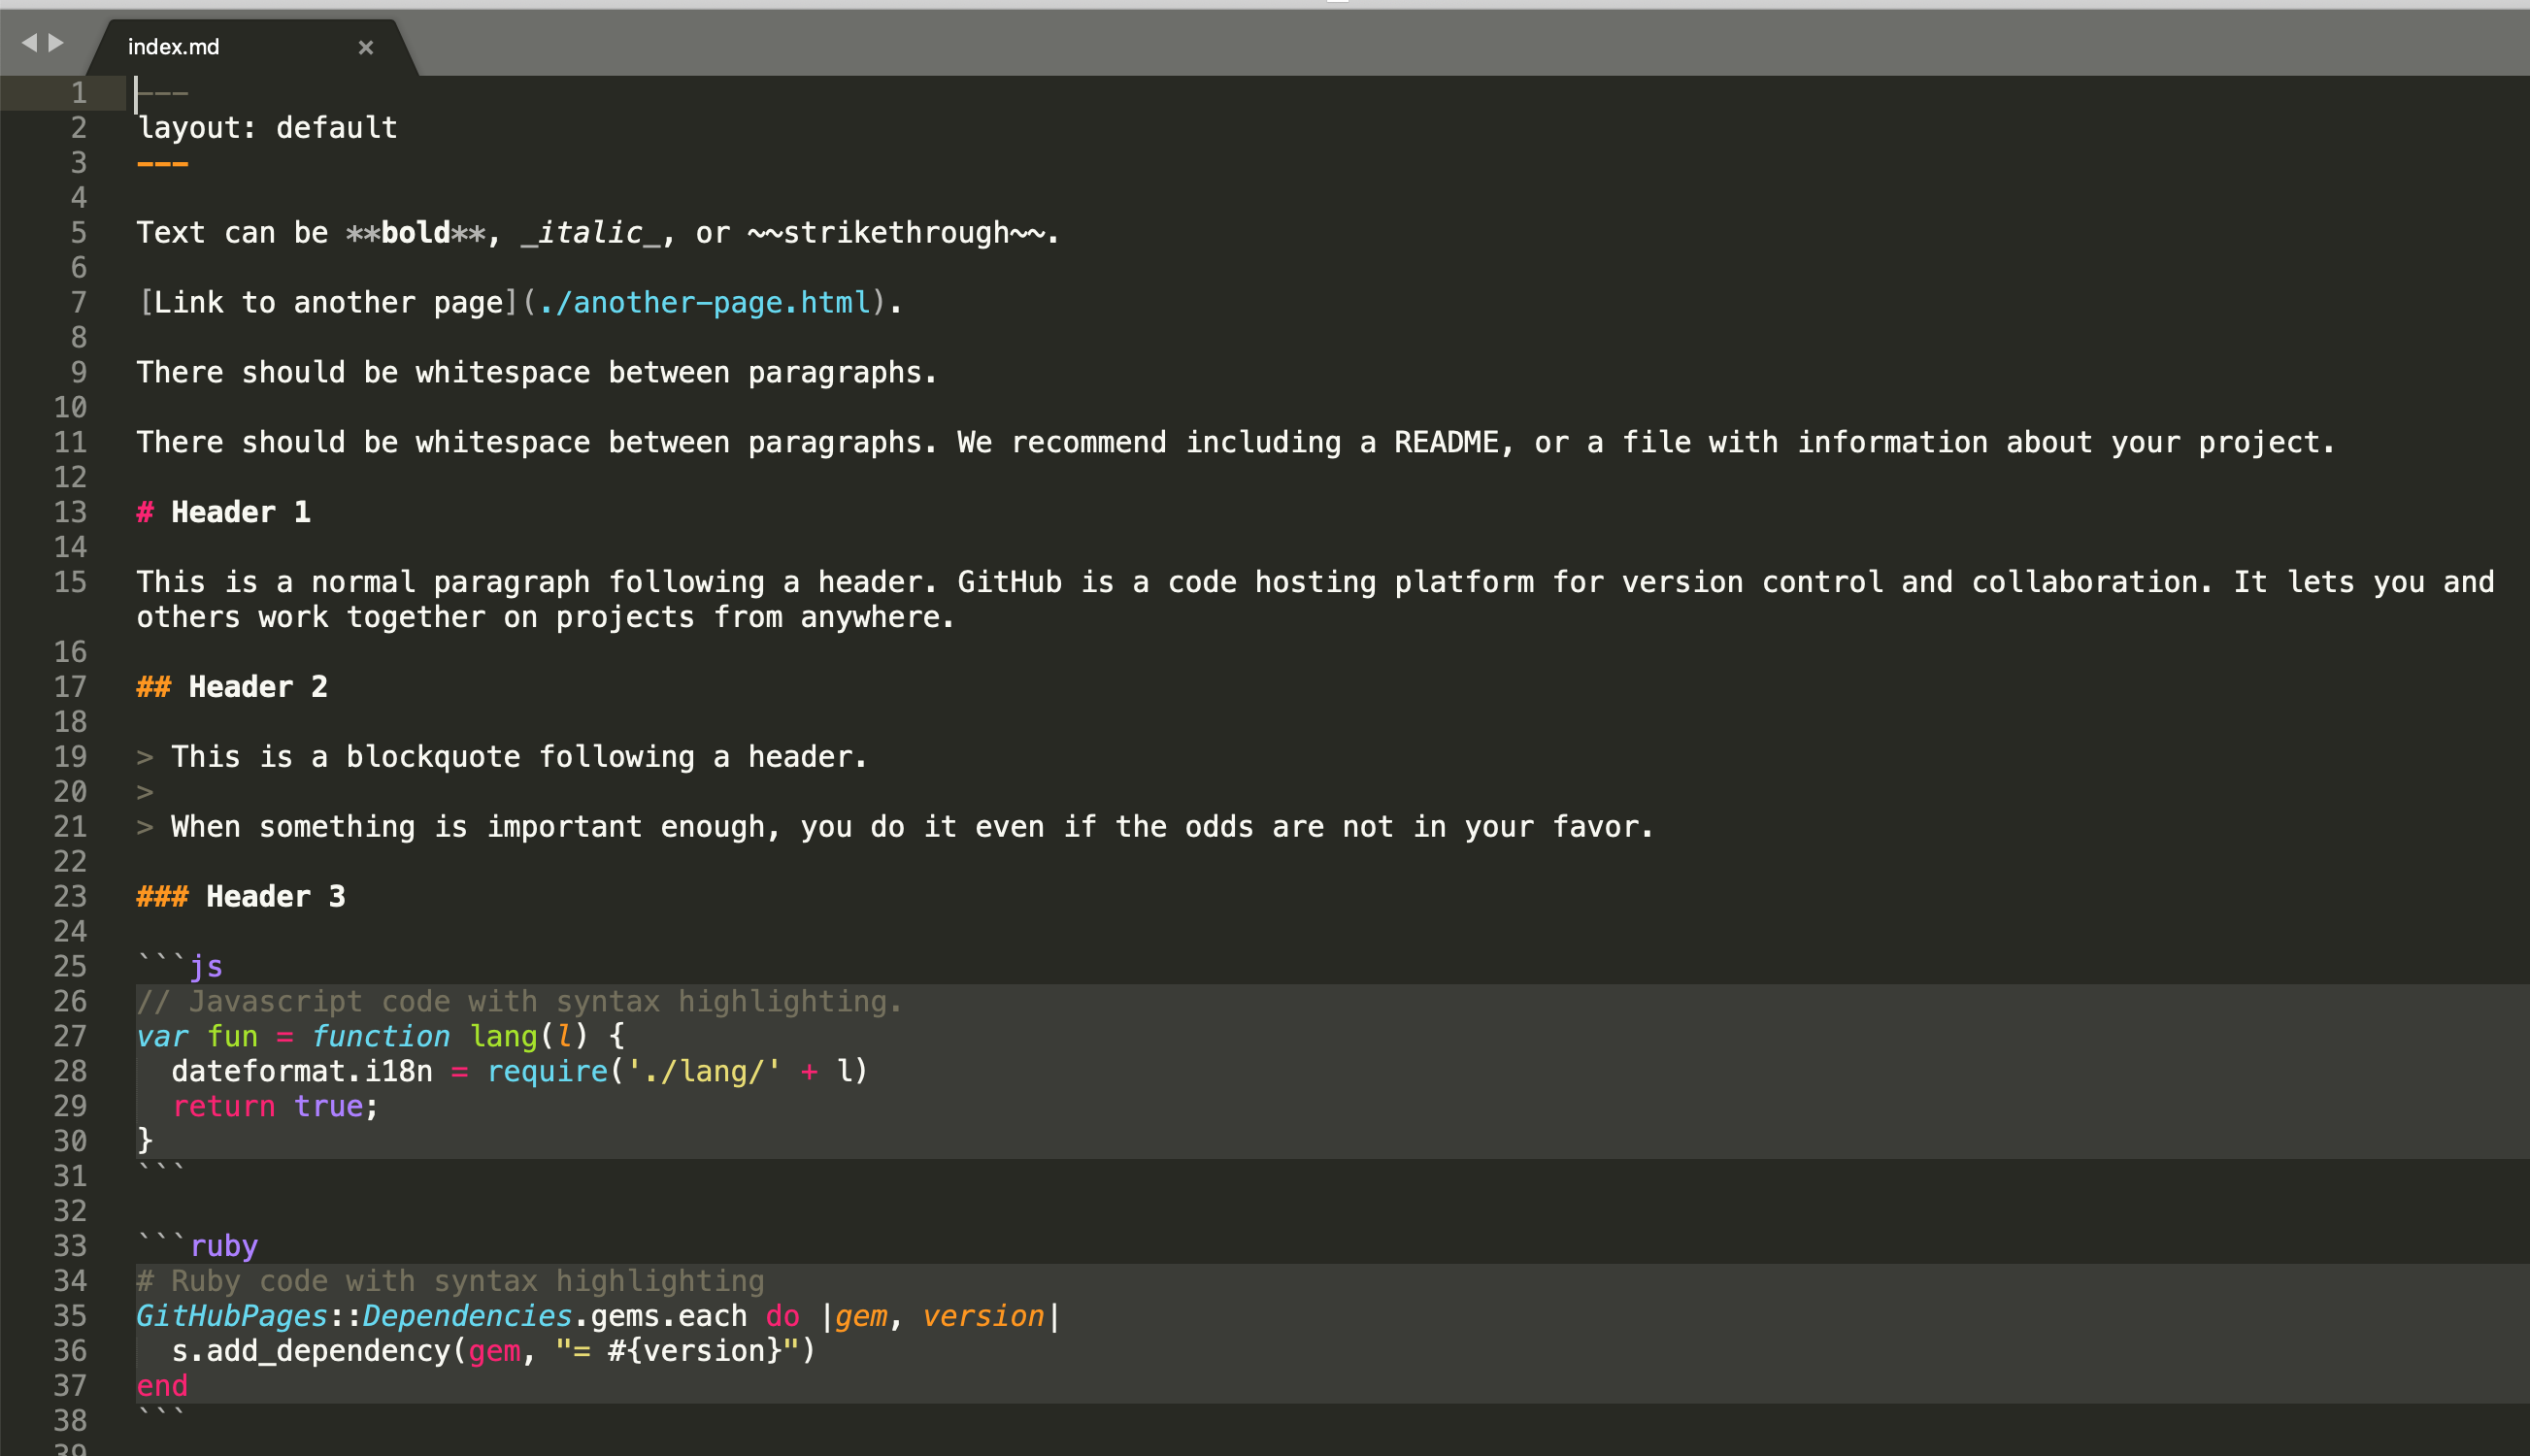 index.md ×
1 ---
2 layout: default
3 ---
4
5 Text can be **bold**, _italic_, or ~~strikethrough~~.
6
7 [Link to another page](./another-page.html).
8
9 There should be whitespace between paragraphs.
10
11 There should be whitespace between paragraphs. We recommend including a README, or a file with information about your project.
12
13 # Header 1
14
15 This is a normal paragraph following a header. GitHub is a code hosting platform for version control and collaboration. It lets you and
others work together on projects from anywhere.
16
17 ## Header 2
18
19 > This is a blockquote following a header.
20 >
21 > When something is important enough, you do it even if the odds are not in your favor.
22
23 ### Header 3
24
25 ```js
26 // Javascript code with syntax highlighting.
27 var fun = function lang(l) {
28   dateformat.i18n = require('./lang/' + l)
29   return true;
30 }
31 ```
32
33 ```ruby
34 # Ruby code with syntax highlighting
35 GitHubPages::Dependencies.gems.each do |gem, version|
36   s.add_dependency(gem, "= #{version}")
37 end
38 ```
39